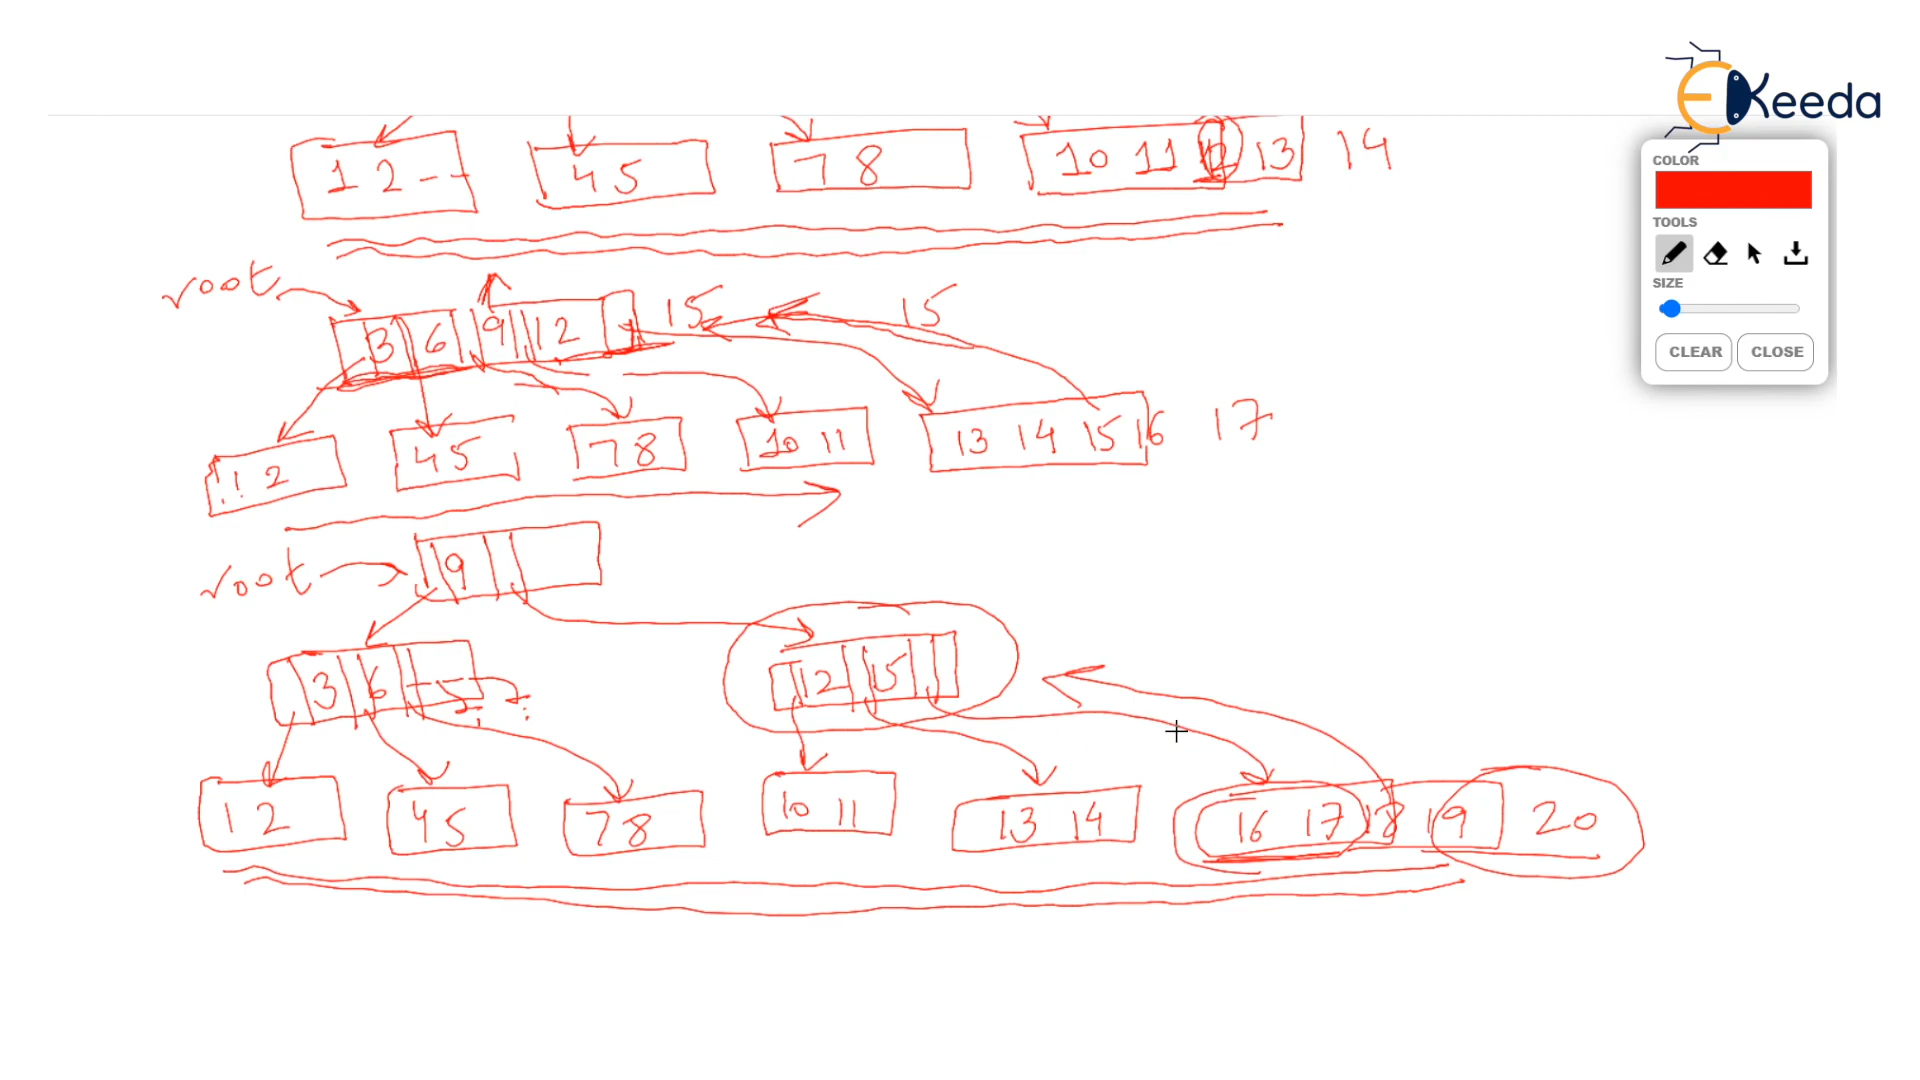 EKeeda
COLOR
TOOLS
SIZE
CLEAR CLOSE
1 2 -- 4 5 7 8 10 11 12 13 14
root
3 6 9 12 15 15
1 2 4 5 7 8 10 11 13 14 15 16 17
root 9
3 6 12 15
1 2 4 5 7 8 10 11 13 14 16 17 18 19 20